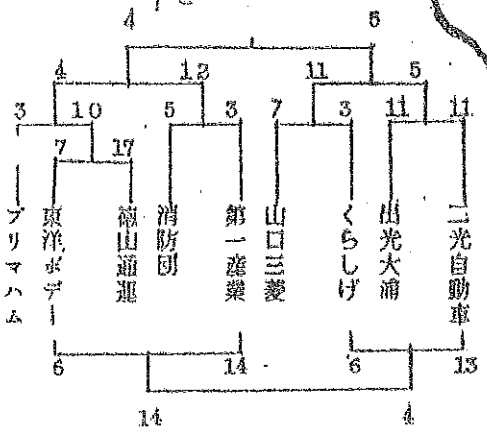 4 5
4 12 11 5
3 10 5 3 7 3 11 11
7 17
プリマハム
東洋ボデー
福山通運
消防団
第一産業
山口三菱
くらしげ
出光大浦
二光自動車
6 14 6 13
14 4